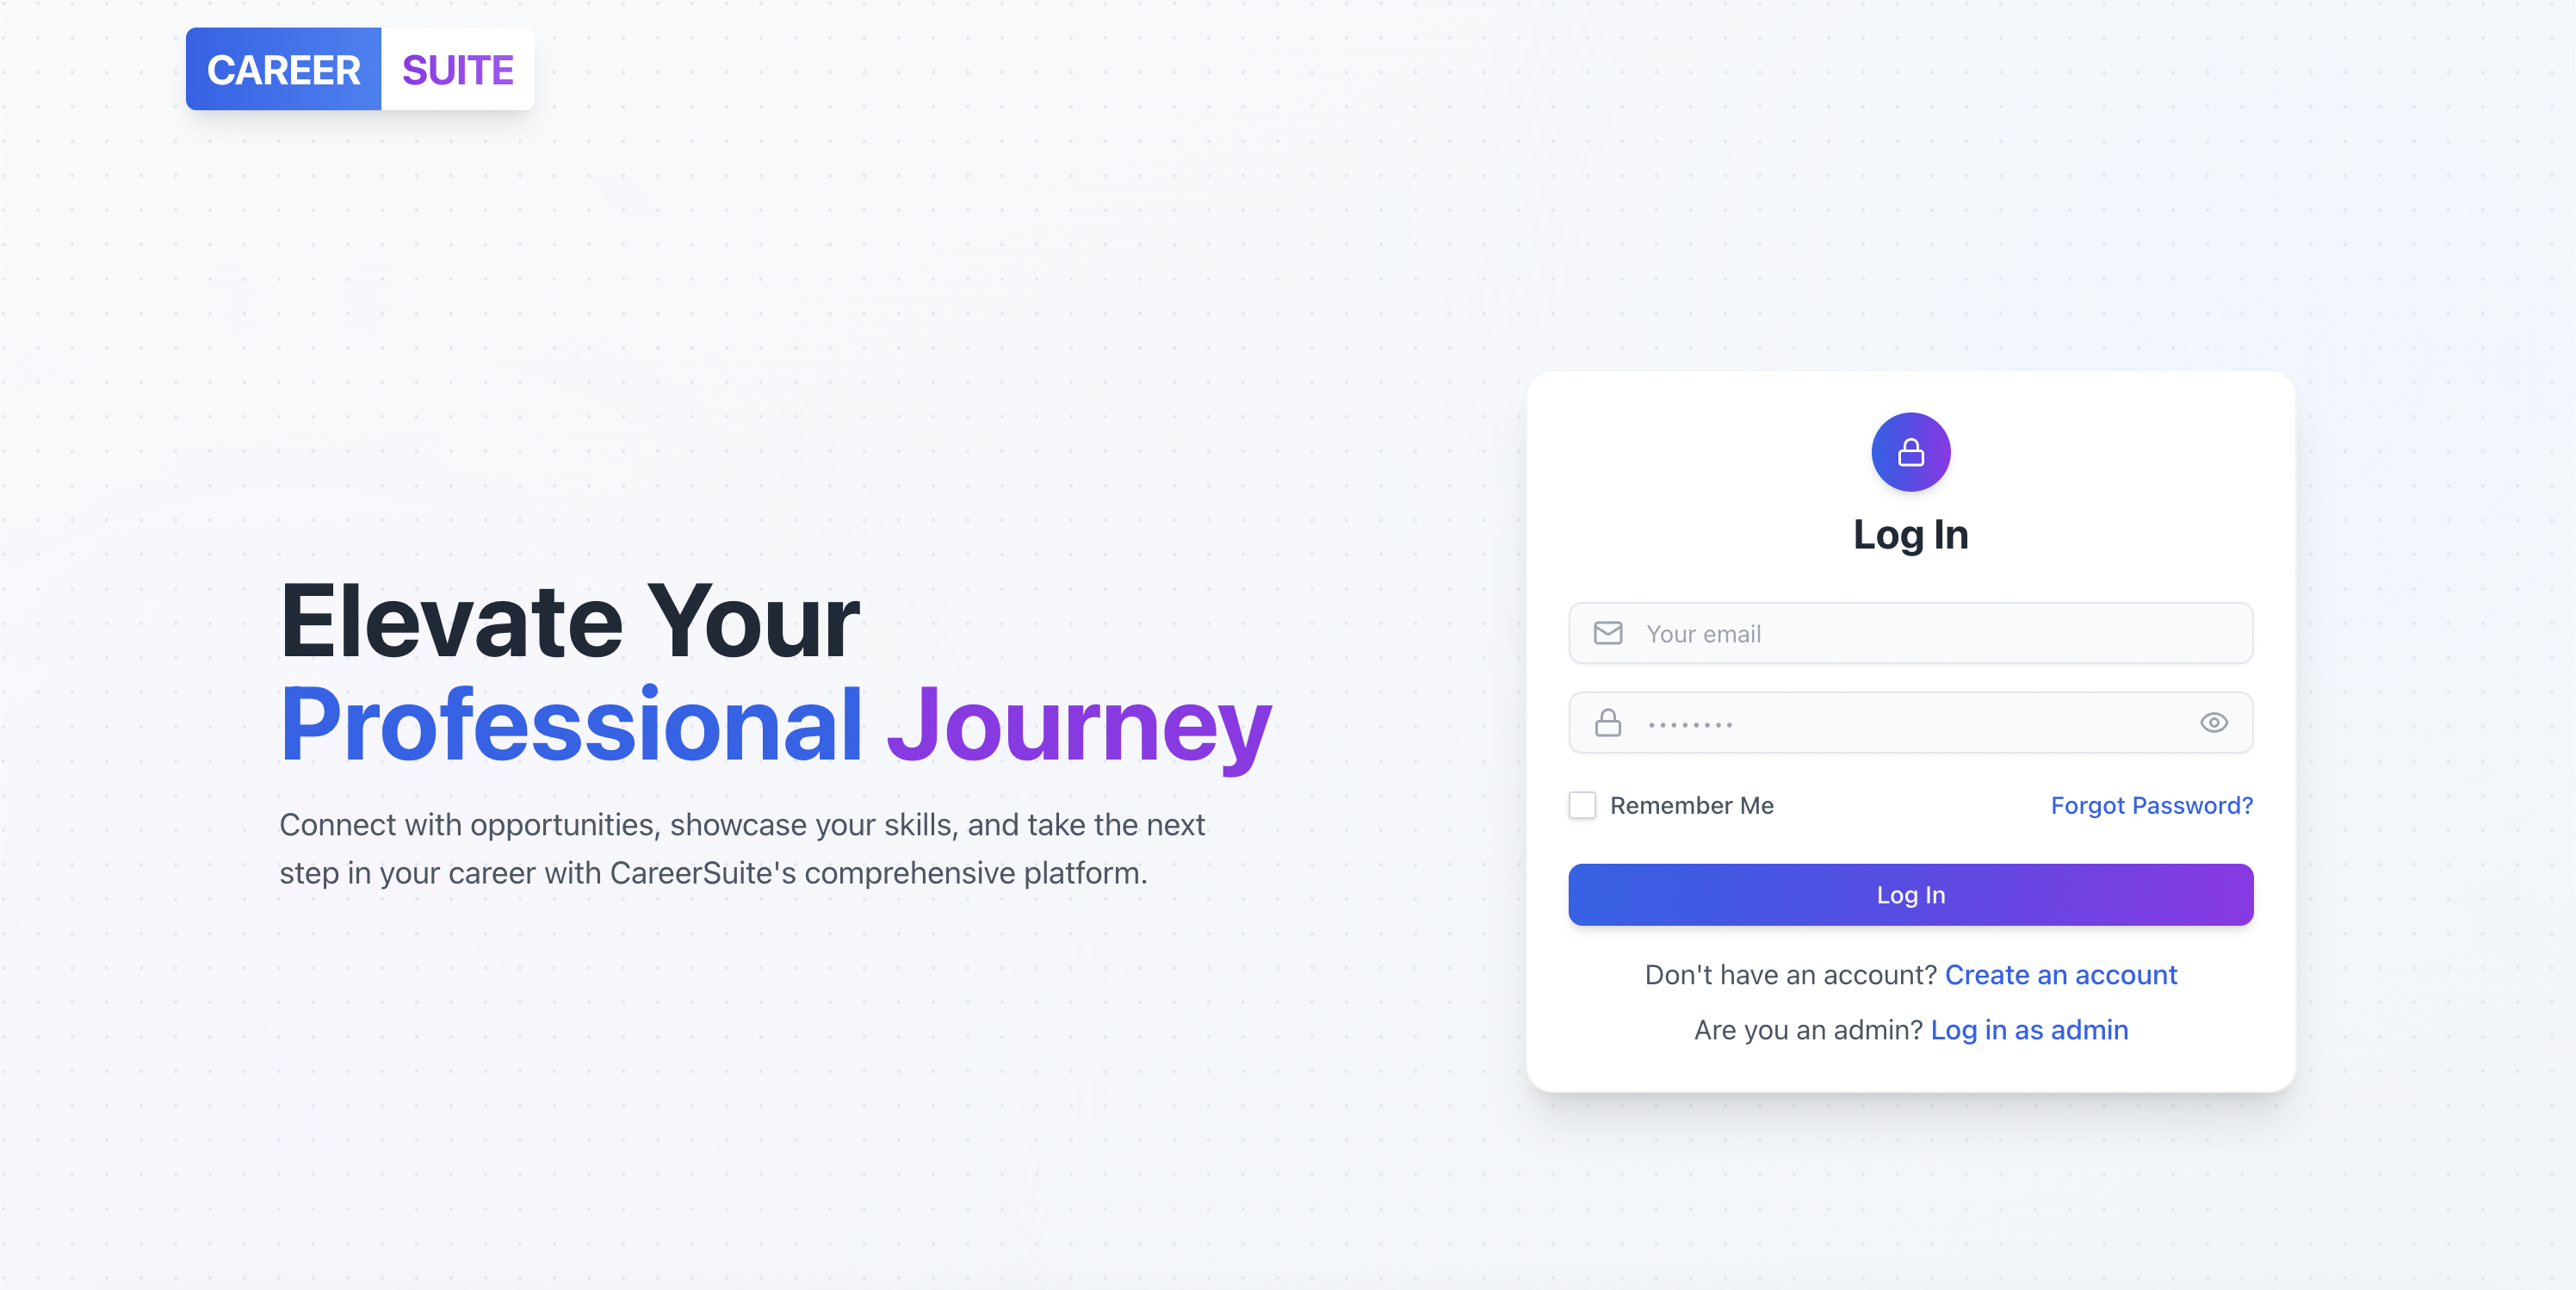 CAREER SUITE
Elevate Your
Professional Journey
Connect with opportunities, showcase your skills, and take the next
step in your career with CareerSuite's comprehensive platform.
Log In
Your email
••••••••
Remember Me
Forgot Password?
Log In
Don't have an account? Create an account
Are you an admin? Log in as admin